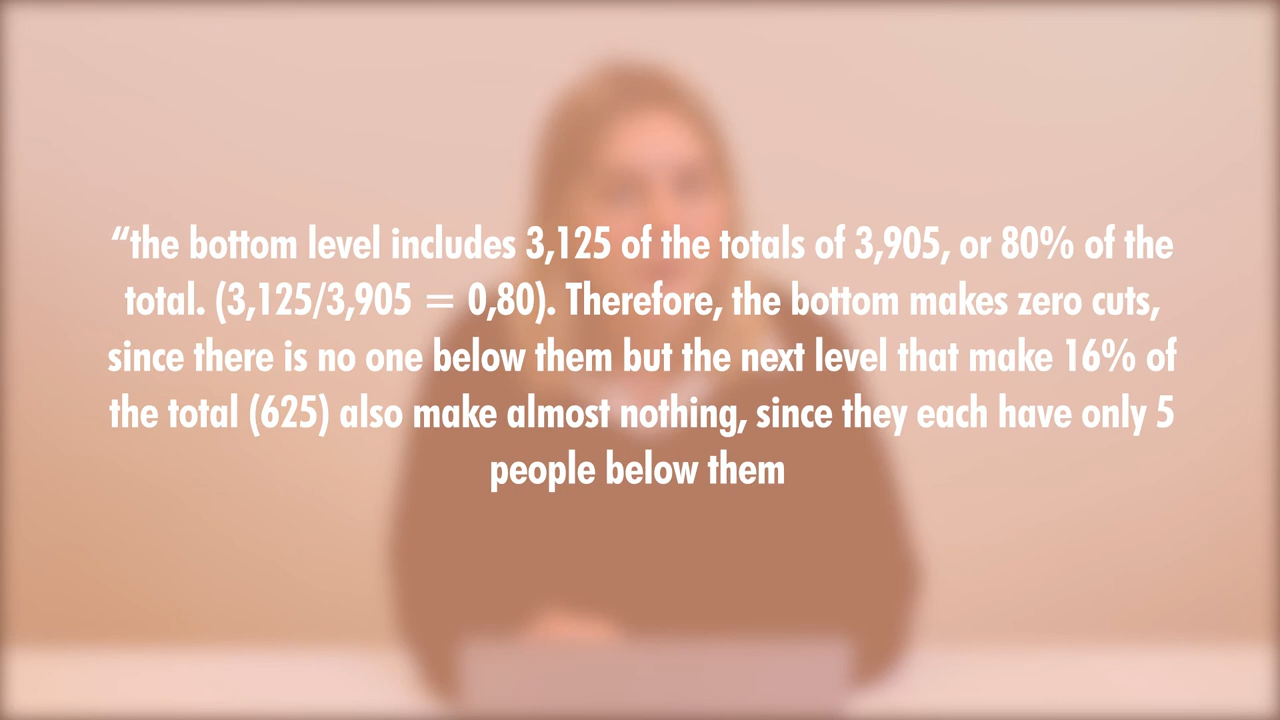 “the bottom level includes 3,125 of the totals of 3,905, or 80% of the
total. (3,125/3,905 = 0,80). Therefore, the bottom makes zero cuts,
since there is no one below them but the next level that make 16% of
the total (625) also make almost nothing, since they each have only 5
people below them